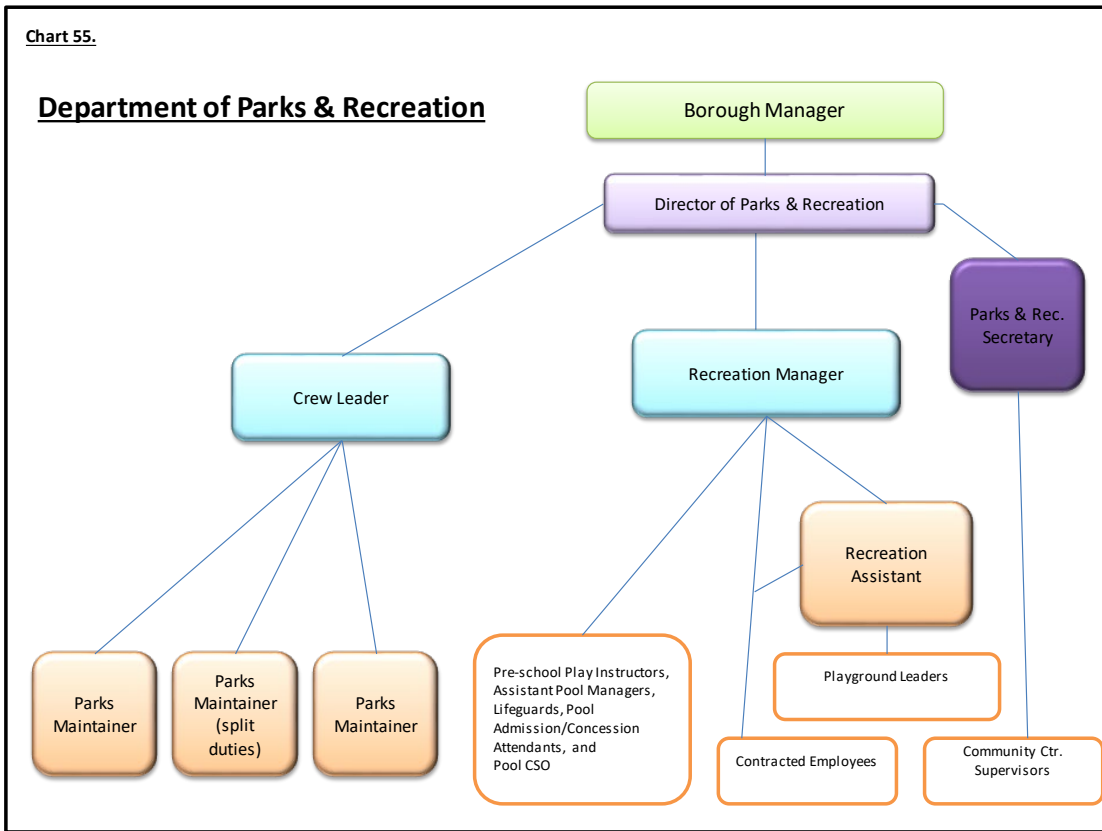 Chart 55.
Department of Parks & Recreation
Borough Manager
Director of Parks & Recreation
Parks & Rec.
Secretary
Crew Leader
Recreation Manager
Recreation
Assistant
Parks
Maintainer
Parks
Maintainer
(split
duties)
Parks
Maintainer
Pre-school Play Instructors,
Assistant Pool Managers,
Lifeguards, Pool
Admission/Concession
Attendants, and
Pool CSO
Playground Leaders
Contracted Employees
Community Ctr.
Supervisors